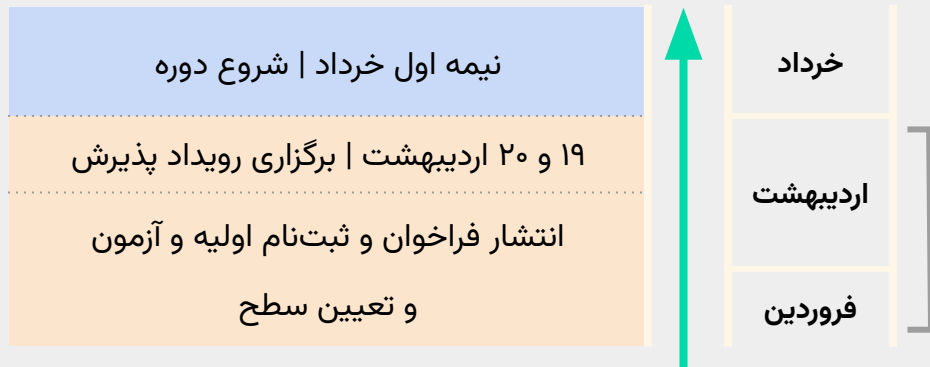 خرداد
نیمه اول خرداد | شروع دوره
۱۹ و ۲۰ اردیبهشت | برگزاری رویداد پذیرش
اردیبهشت
انتشار فراخوان و ثبت‌نام اولیه و آزمون
و تعیین سطح
فروردین